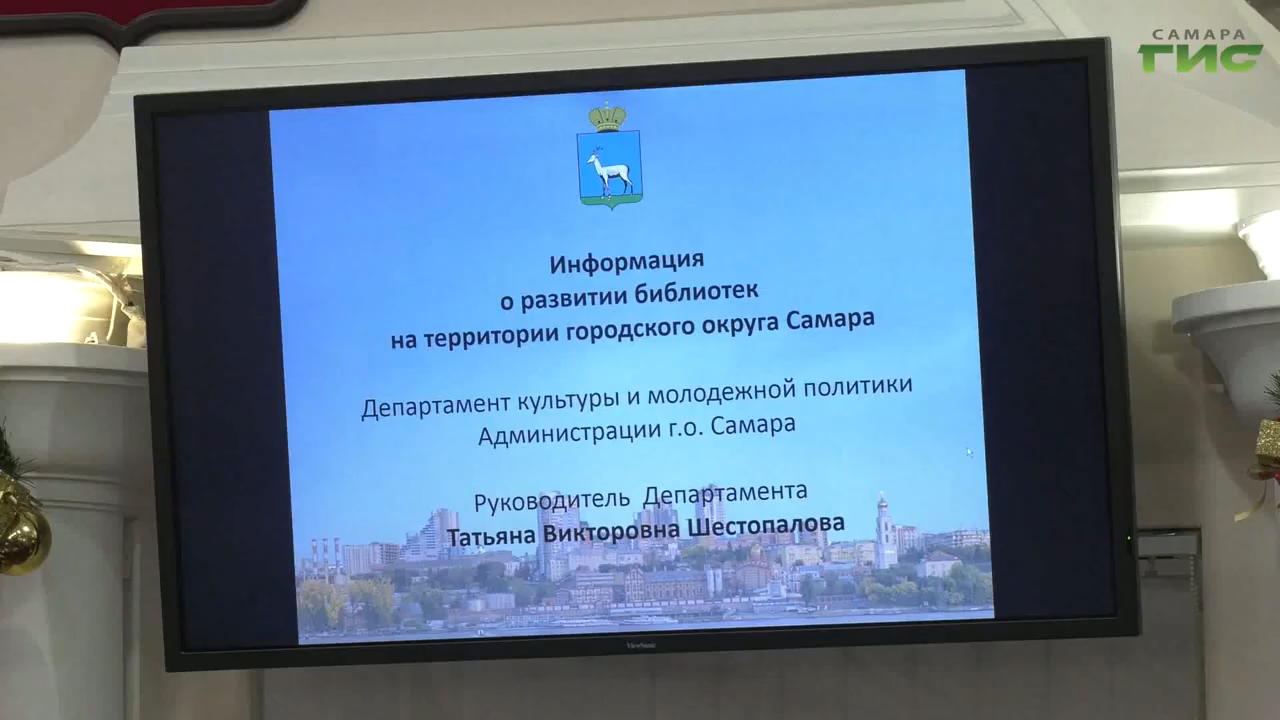 САМАРА
ГИС
Информация
о развитии библиотек
на территории городского округа Самара
Департамент культуры и молодежной политики
Администрации г.о. Самара
Руководитель Департамента
Татьяна Викторовна Шестопалова
ViewSonic